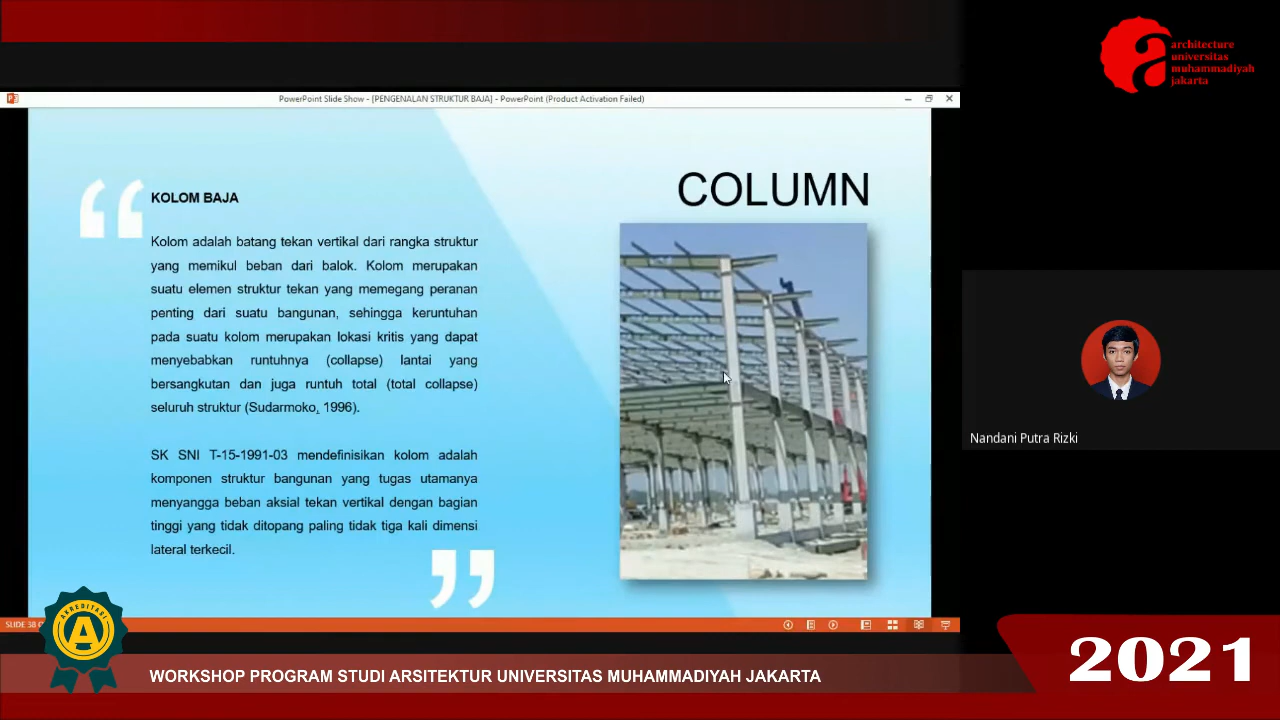 architecture
universitas
muhammadiyah
jakarta
PowerPoint Slide Show - [PENGENALAN STRUKTUR BAJA] - PowerPoint (Product Activation Failed)
COLUMN
KOLOM BAJA
Kolom adalah batang tekan vertikal dari rangka struktur
yang memikul beban dari balok. Kolom merupakan
suatu elemen struktur tekan yang memegang peranan
penting dari suatu bangunan, sehingga keruntuhan
pada suatu kolom merupakan lokasi kritis yang dapat
menyebabkan runtuhnya (collapse) lantai yang
bersangkutan dan juga runtuh total (total collapse)
seluruh struktur (Sudarmoko, 1996).
SK SNI T-15-1991-03 mendefinisikan kolom adalah
komponen struktur bangunan yang tugas utamanya
menyangga beban aksial tekan vertikal dengan bagian
tinggi yang tidak ditopang paling tidak tiga kali dimensi
lateral terkecil.
Nandani Putra Rizki
SLIDE 38
AKREDITASI
A
WORKSHOP PROGRAM STUDI ARSITEKTUR UNIVERSITAS MUHAMMADIYAH JAKARTA
2021